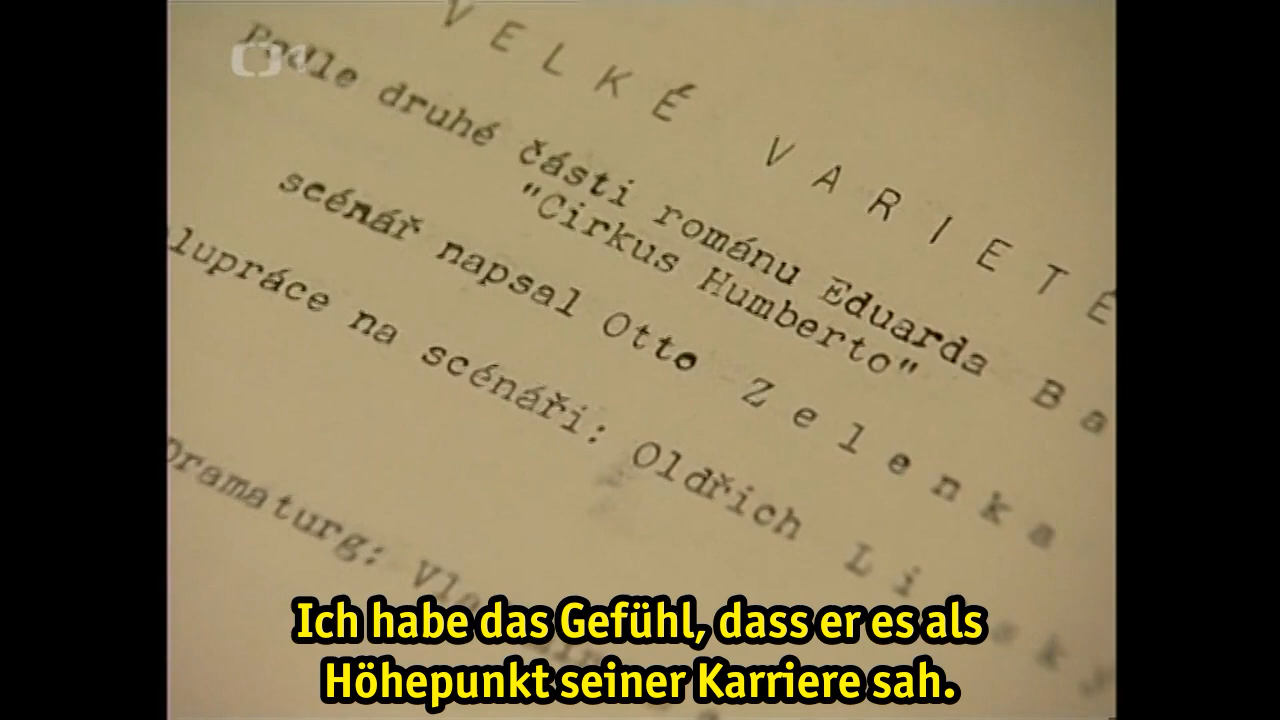 VELKÉ VARIETÉ
Podle druhé části románu Eduarda Ba
"Cirkus Humberto"
scénář napsal Otto Zelenka
lupráce na scénáři: Oldřich Lipský
Dramaturg:
Ich habe das Gefühl, dass er es als
Höhepunkt seiner Karriere sah.